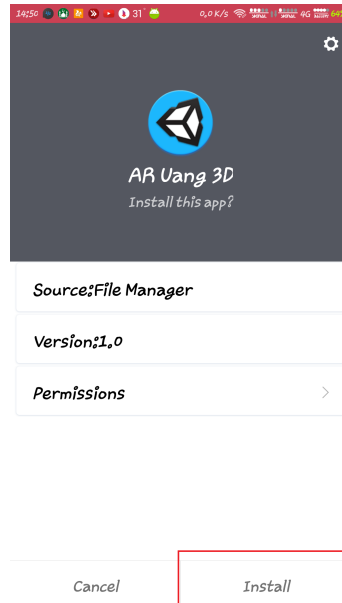 14:50 31° 0,0 K/s 4G 64%
AR Uang 3D
Install this app?
Source:File Manager
Version:1.0
Permissions
Cancel Install